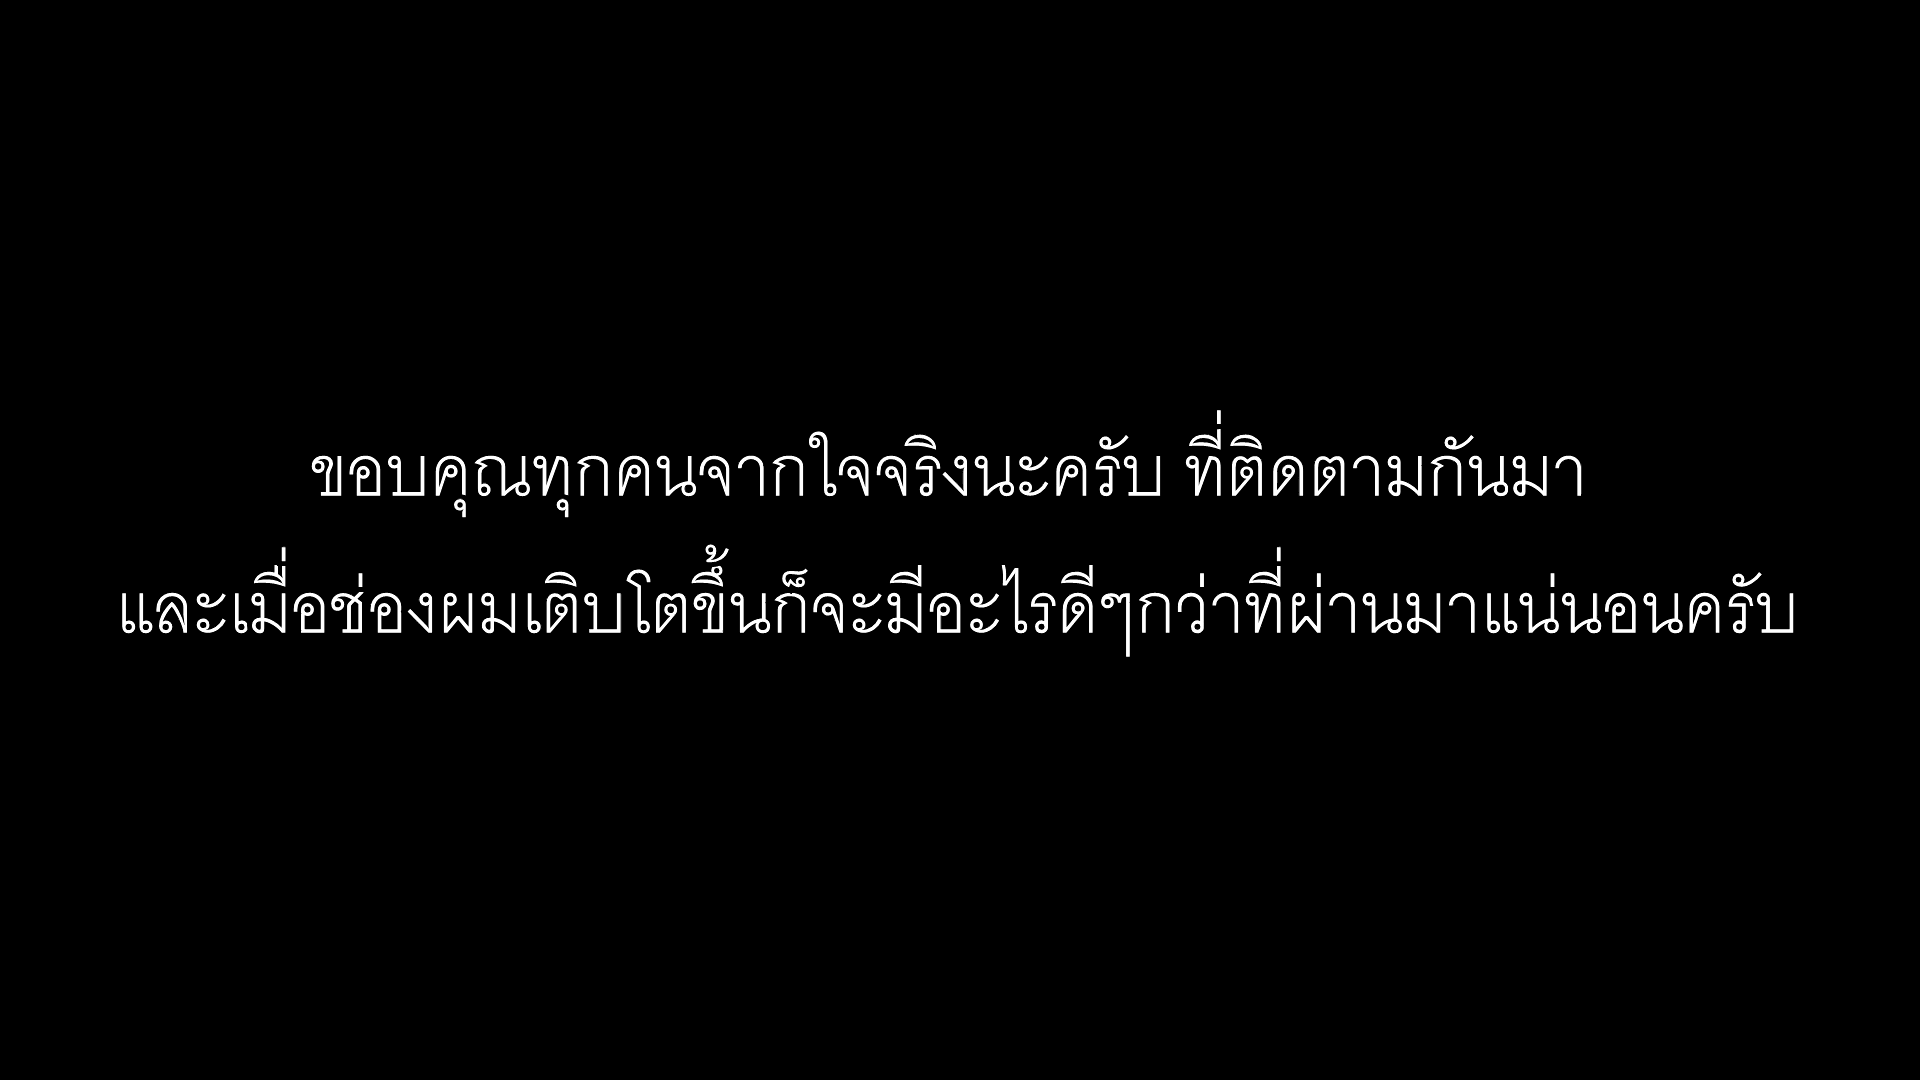 ขอบคุณทุกคนจากใจจริงนะครับ ที่ติดตามกันมา
และเมื่อช่องผมเติบโตขึ้นก็จะมีอะไรดีๆกว่าที่ผ่านมาแน่นอนครับ